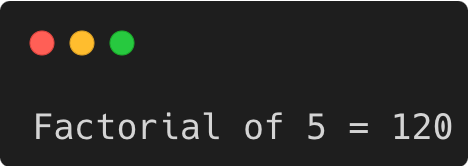 Factorial of 5 = 120